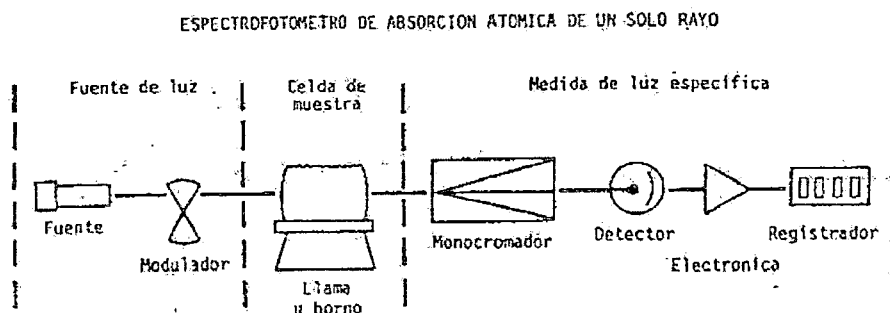 ESPECTROFOTOMETRO DE ABSORCION ATOMICA DE UN SOLO RAYO
Fuente de luz
Celda de
muestra
Medida de luz específica
Fuente
Modulador
Llama
u horno
Monocromador
Detector
Registrador
Electronica